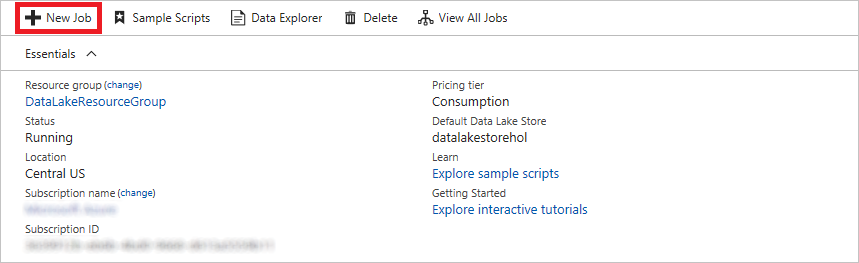 New Job Sample Scripts Data Explorer Delete View All Jobs
Essentials
Resource group (change)
DataLakeResourceGroup
Status
Running
Location
Central US
Subscription name (change)
Subscription ID
Pricing tier
Consumption
Default Data Lake Store
datalakestorehol
Learn
Explore sample scripts
Getting Started
Explore interactive tutorials